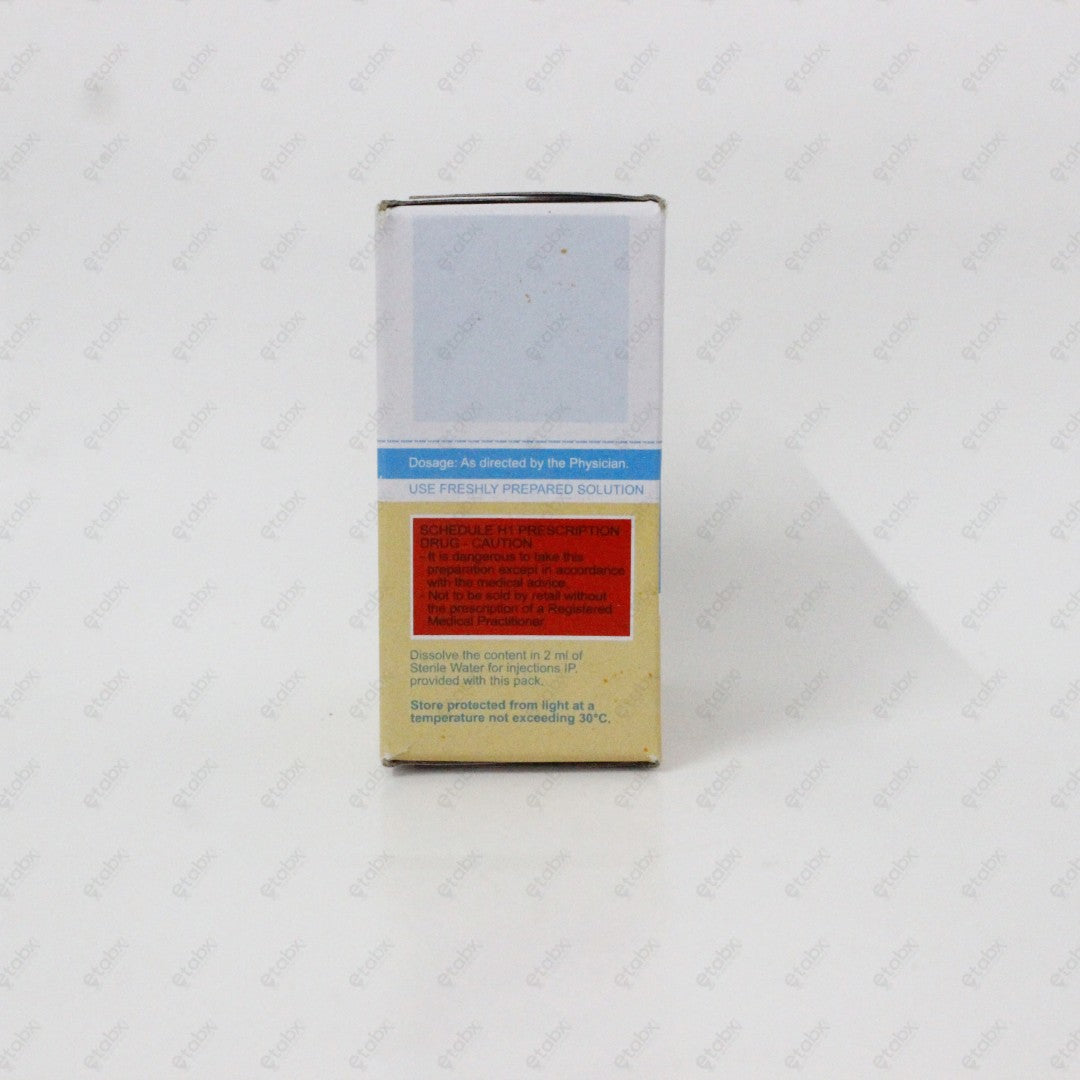 Dosage: As directed by the Physician.
USE FRESHLY PREPARED SOLUTION
SCHEDULE H1 PRESCRIPTION
DRUG - CAUTION
- It is dangerous to take this
preparation except in accordance
with the medical advice.
- Not to be sold by retail without
the prescription of a Registered
Medical Practitioner.
Dissolve the content in 2 ml of
Sterile Water for injections IP.
provided with this pack.
Store protected from light at a
temperature not exceeding 30°C.